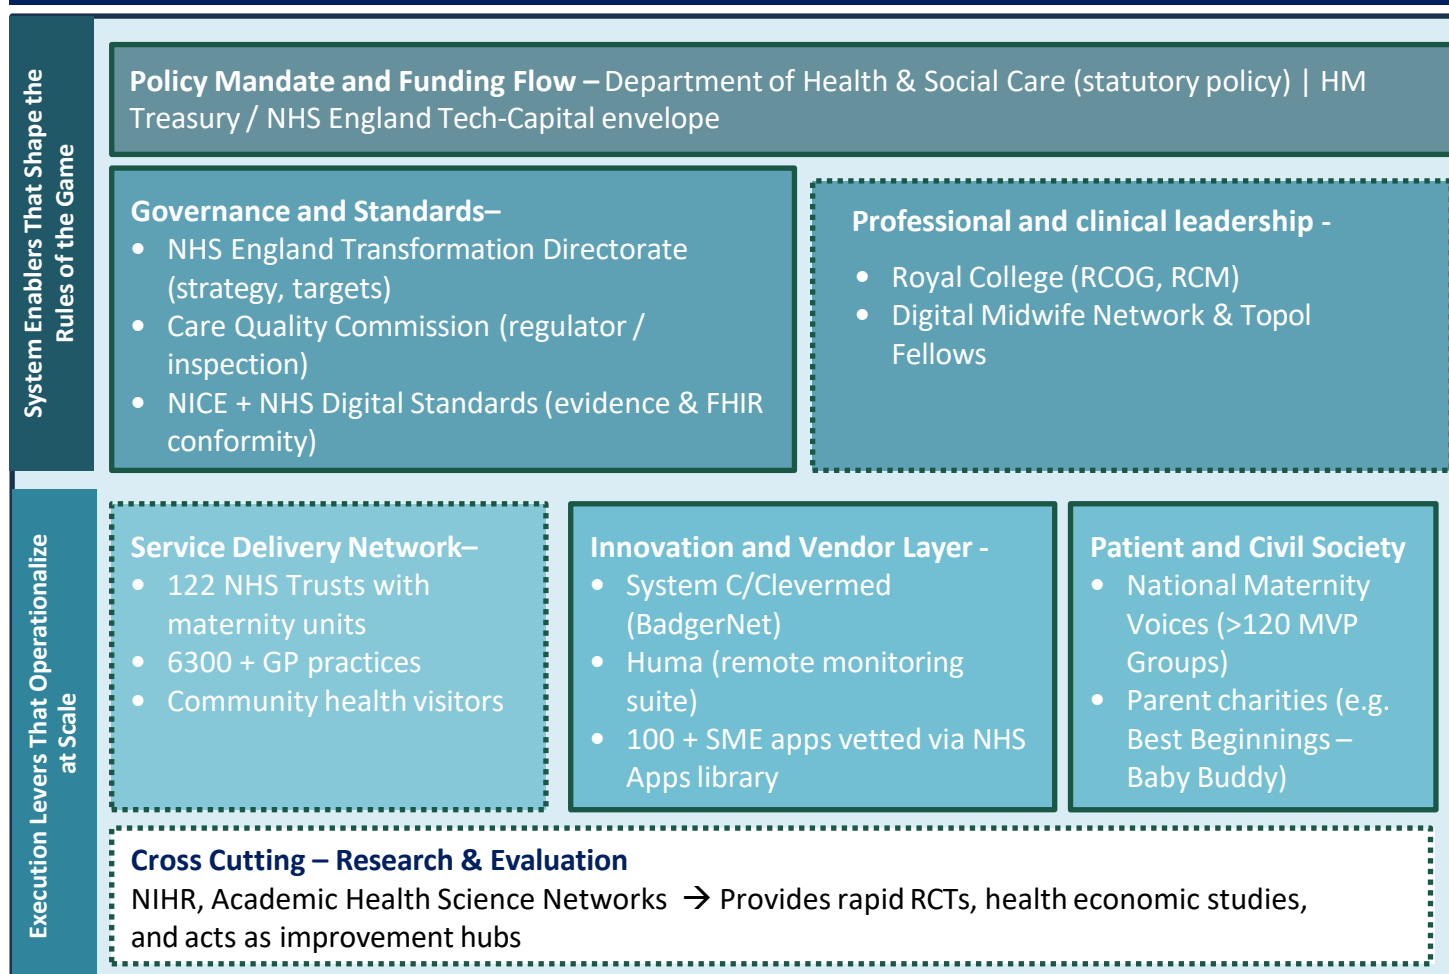 System Enablers That Shape the
Rules of the Game
Policy Mandate and Funding Flow – Department of Health & Social Care (statutory policy) | HM
Treasury / NHS England Tech-Capital envelope
Governance and Standards–
• NHS England Transformation Directorate
(strategy, targets)
• Care Quality Commission (regulator /
inspection)
• NICE + NHS Digital Standards (evidence & FHIR
conformity)
Professional and clinical leadership -
• Royal College (RCOG, RCM)
• Digital Midwife Network & Topol
Fellows
Execution Levers That Operationalize
at Scale
Service Delivery Network–
• 122 NHS Trusts with
maternity units
• 6300 + GP practices
• Community health visitors
Innovation and Vendor Layer -
• System C/Clevermed
(BadgerNet)
• Huma (remote monitoring
suite)
• 100 + SME apps vetted via NHS
Apps library
Patient and Civil Society
• National Maternity
Voices (>120 MVP
Groups)
• Parent charities (e.g.
Best Beginnings –
Baby Buddy)
Cross Cutting – Research & Evaluation
NIHR, Academic Health Science Networks → Provides rapid RCTs, health economic studies,
and acts as improvement hubs